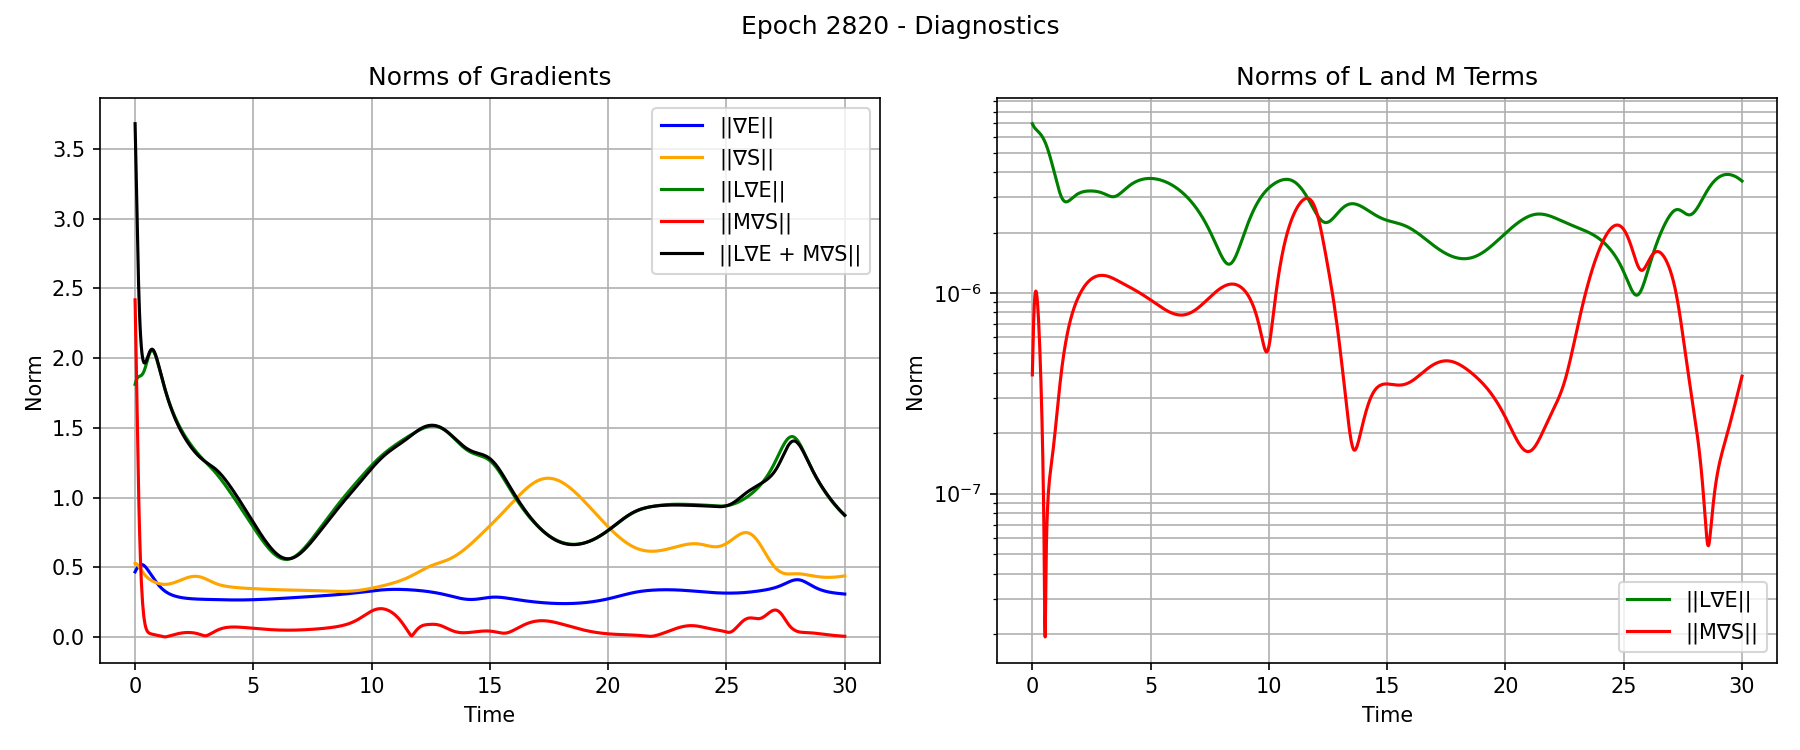 Epoch 2820 - Diagnostics
Norms of Gradients
Norm
3.5
3.0
2.5
2.0
1.5
1.0
0.5
0.0
0 5 10 15 20 25 30
Time
||∇E||
||∇S||
||L∇E||
||M∇S||
||L∇E + M∇S||
Norms of L and M Terms
Norm
10⁻⁶
10⁻⁷
0 5 10 15 20 25 30
Time
||L∇E||
||M∇S||